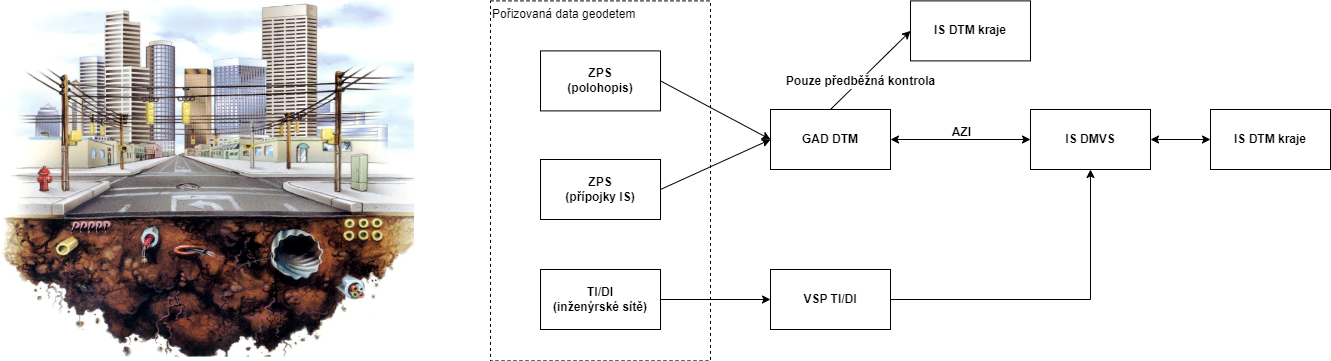 Pořizovaná data geodetem
ZPS
(polohopis)
ZPS
(přípojky IS)
TI/DI
(inženýrské sítě)
IS DTM kraje
Pouze předběžná kontrola
GAD DTM
AZI
IS DMVS
IS DTM kraje
VSP TI/DI